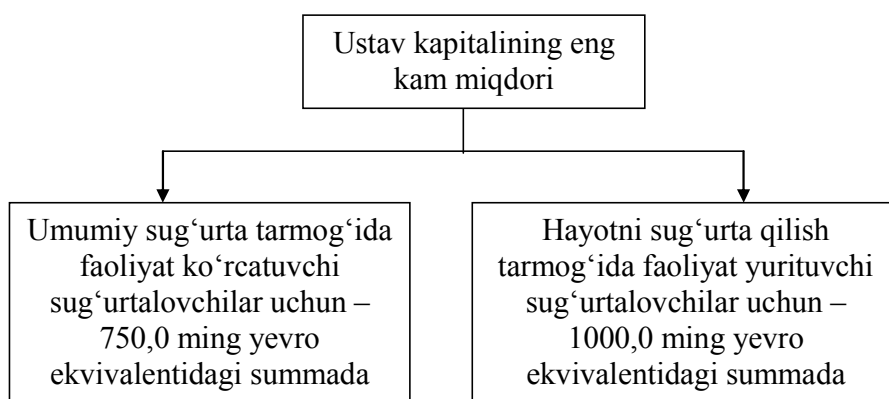 Ustav kapitalining eng
kam miqdori
Umumiy sug‘urta tarmog‘ida
faoliyat ko‘rcatuvchi
sug‘urtalovchilar uchun –
750,0 ming yevro
ekvivalentidagi summada
Hayotni sug‘urta qilish
tarmog‘ida faoliyat yurituvchi
sug‘urtalovchilar uchun –
1000,0 ming yevro
ekvivalentidagi summada